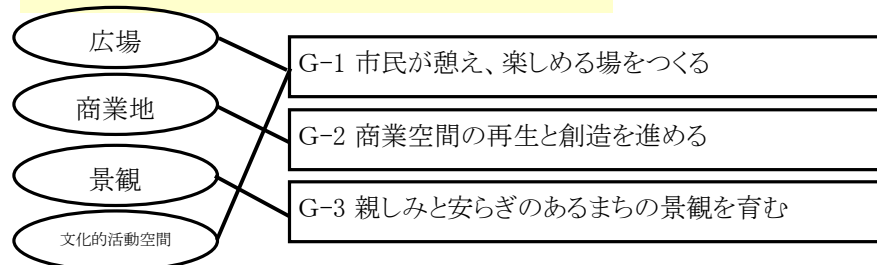 広場
G-1 市民が憩え、楽しめる場をつくる
商業地
G-2 商業空間の再生と創造を進める
景観
G-3 親しみと安らぎのあるまちの景観を育む
文化的活動空間